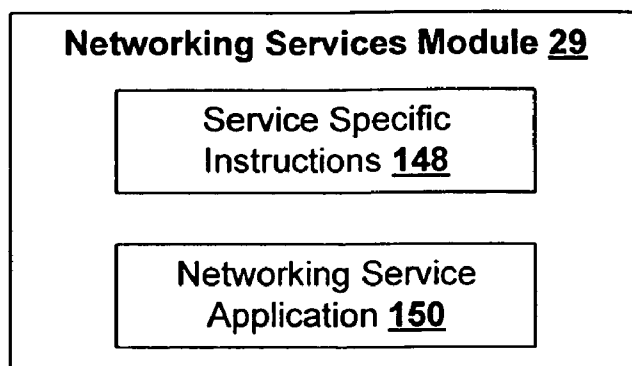 Networking Services Module 29
Service Specific
Instructions 148
Networking Service
Application 150